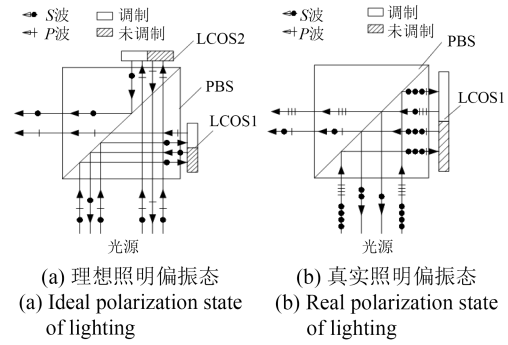 S波 调制
P波 未调制
LCOS2
PBS
LCOS1
光源
(a) 理想照明偏振态
(a) Ideal polarization state
of lighting
S波 调制
P波 未调制
PBS
LCOS1
光源
(b) 真实照明偏振态
(b) Real polarization state
of lighting